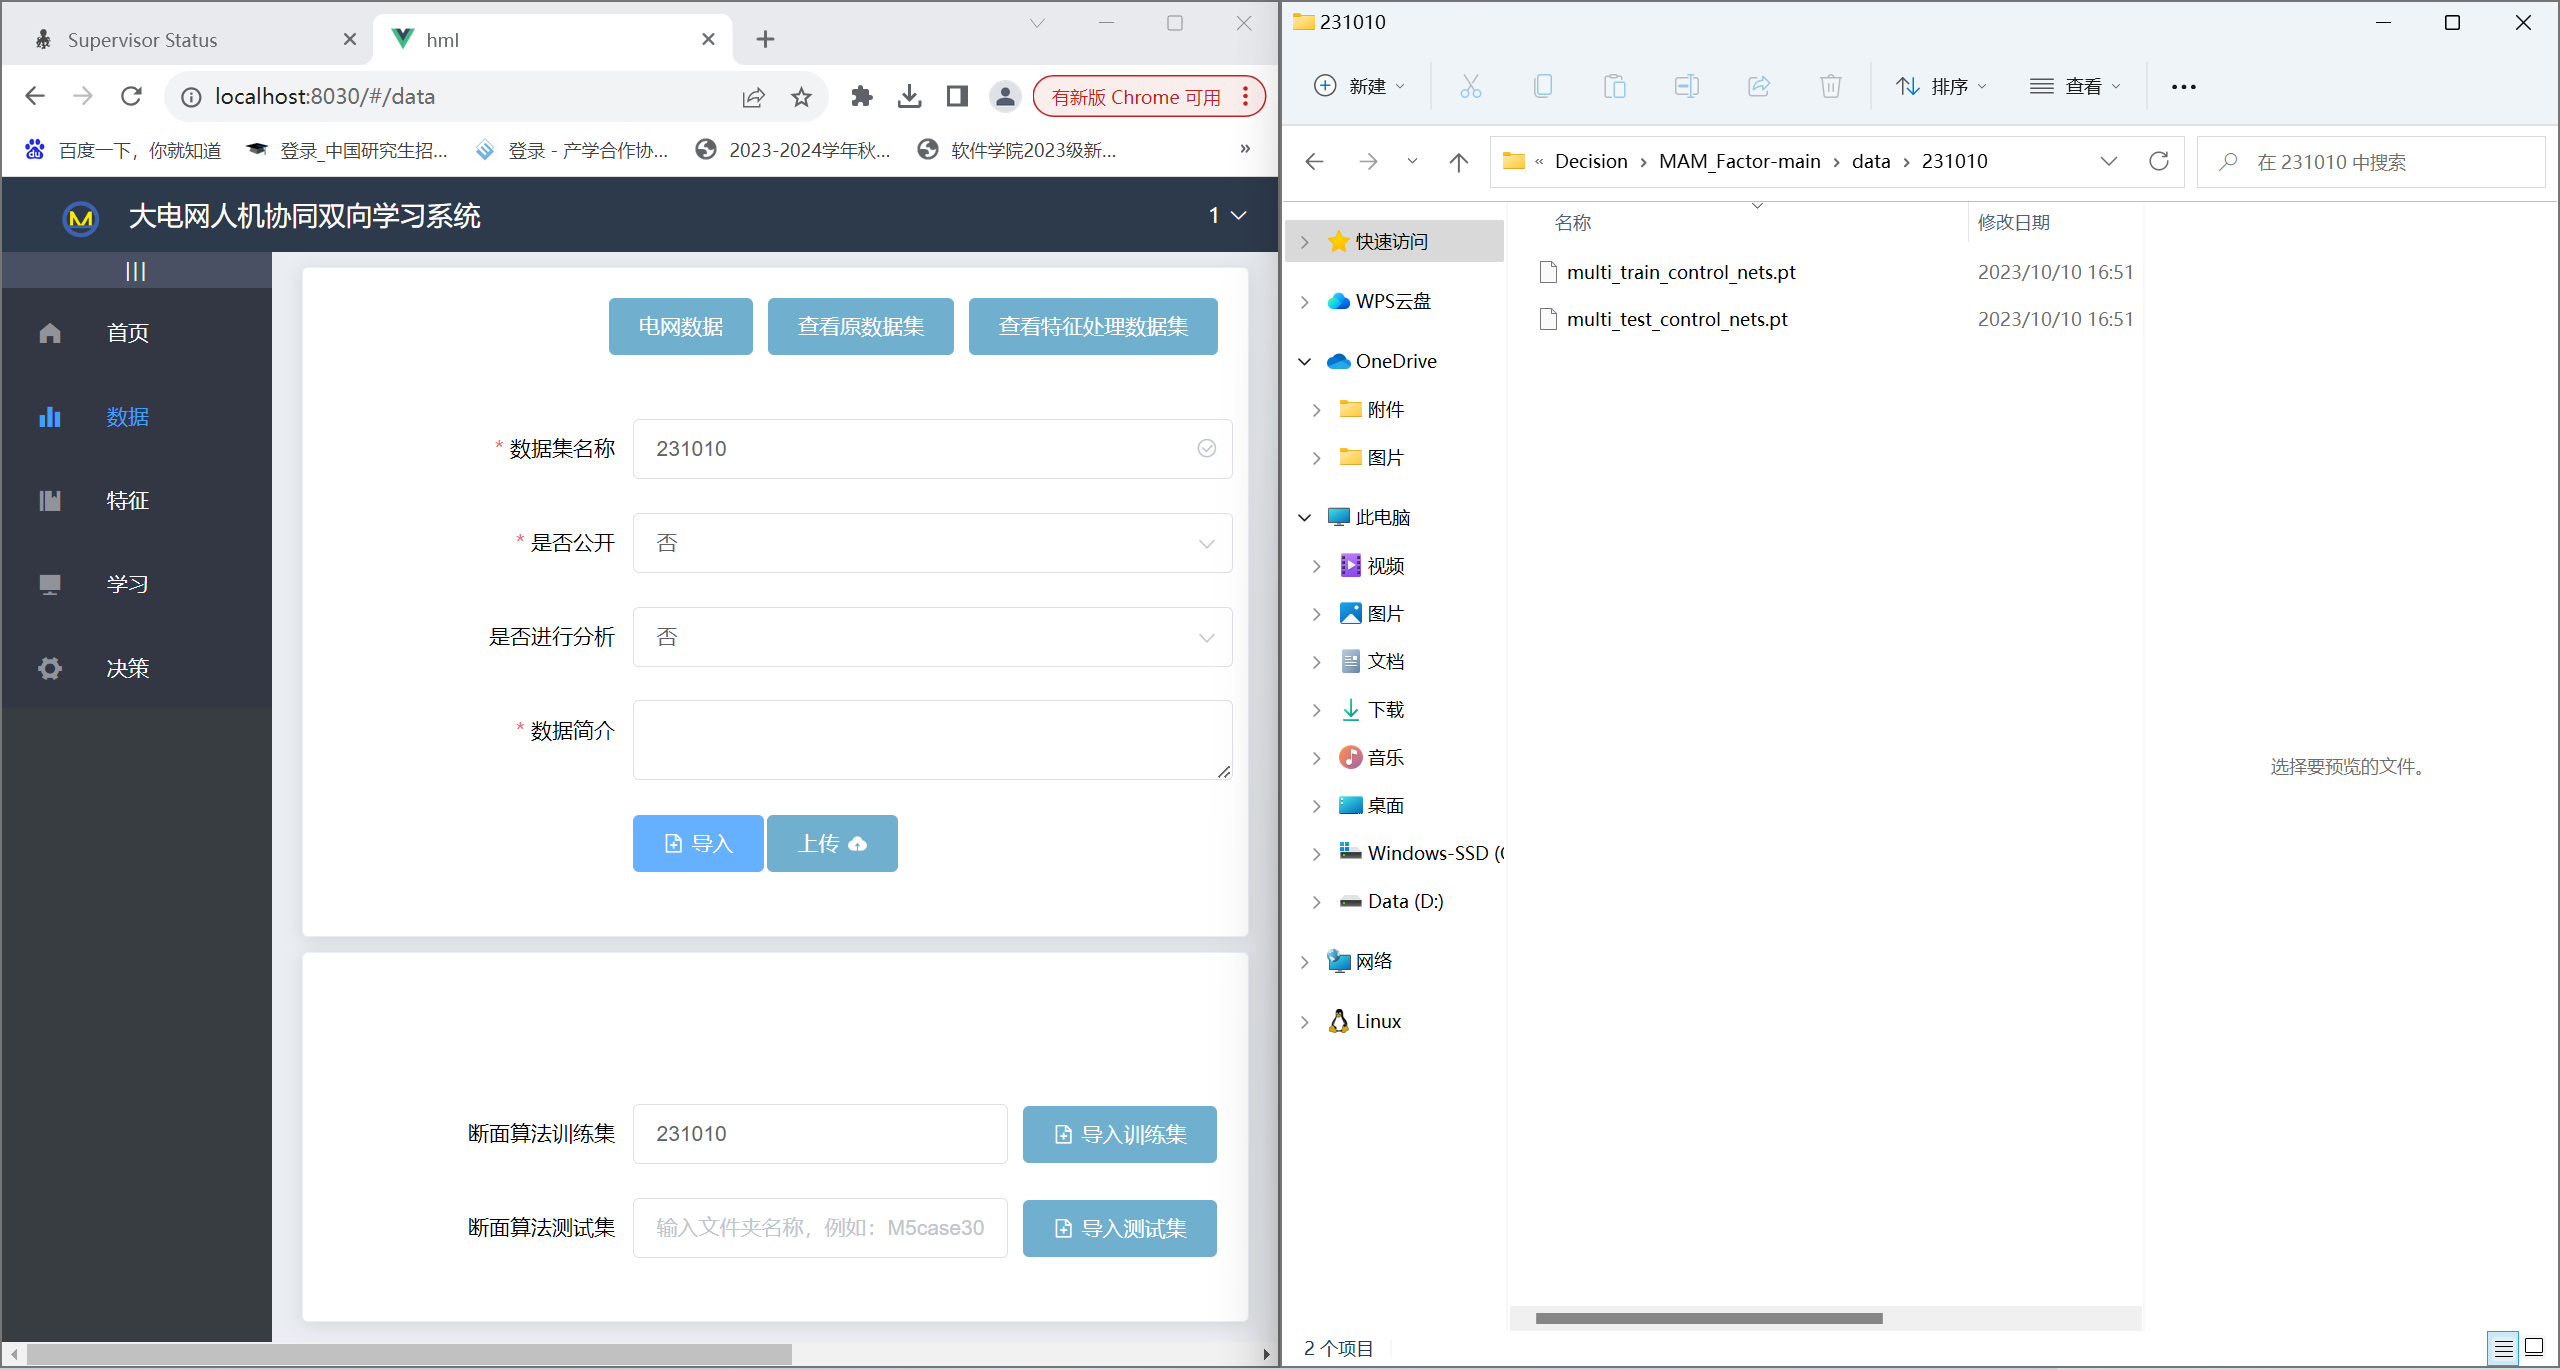 Supervisor Status
hml
localhost:8030/#/data
有新版 Chrome 可用
百度一下，你就知道
登录_中国研究生招...
登录 - 产学合作协...
2023-2024学年秋...
软件学院2023级新...
»
M 大电网人机协同双向学习系统
1
|||
首页
数据
特征
学习
决策
电网数据
查看原数据集
查看特征处理数据集
* 数据集名称
231010
* 是否公开
否
是否进行分析
否
* 数据简介
导入
上传
断面算法训练集
231010
导入训练集
断面算法测试集
输入文件夹名称，例如：M5case30
导入测试集
231010
新建
排序
查看
« Decision › MAM_Factor-main › data › 231010
在 231010 中搜索
快速访问
WPS云盘
OneDrive
附件
图片
此电脑
视频
图片
文档
下载
音乐
桌面
Windows-SSD (
Data (D:)
网络
Linux
名称
修改日期
multi_train_control_nets.pt
2023/10/10 16:51
multi_test_control_nets.pt
2023/10/10 16:51
选择要预览的文件。
2 个项目